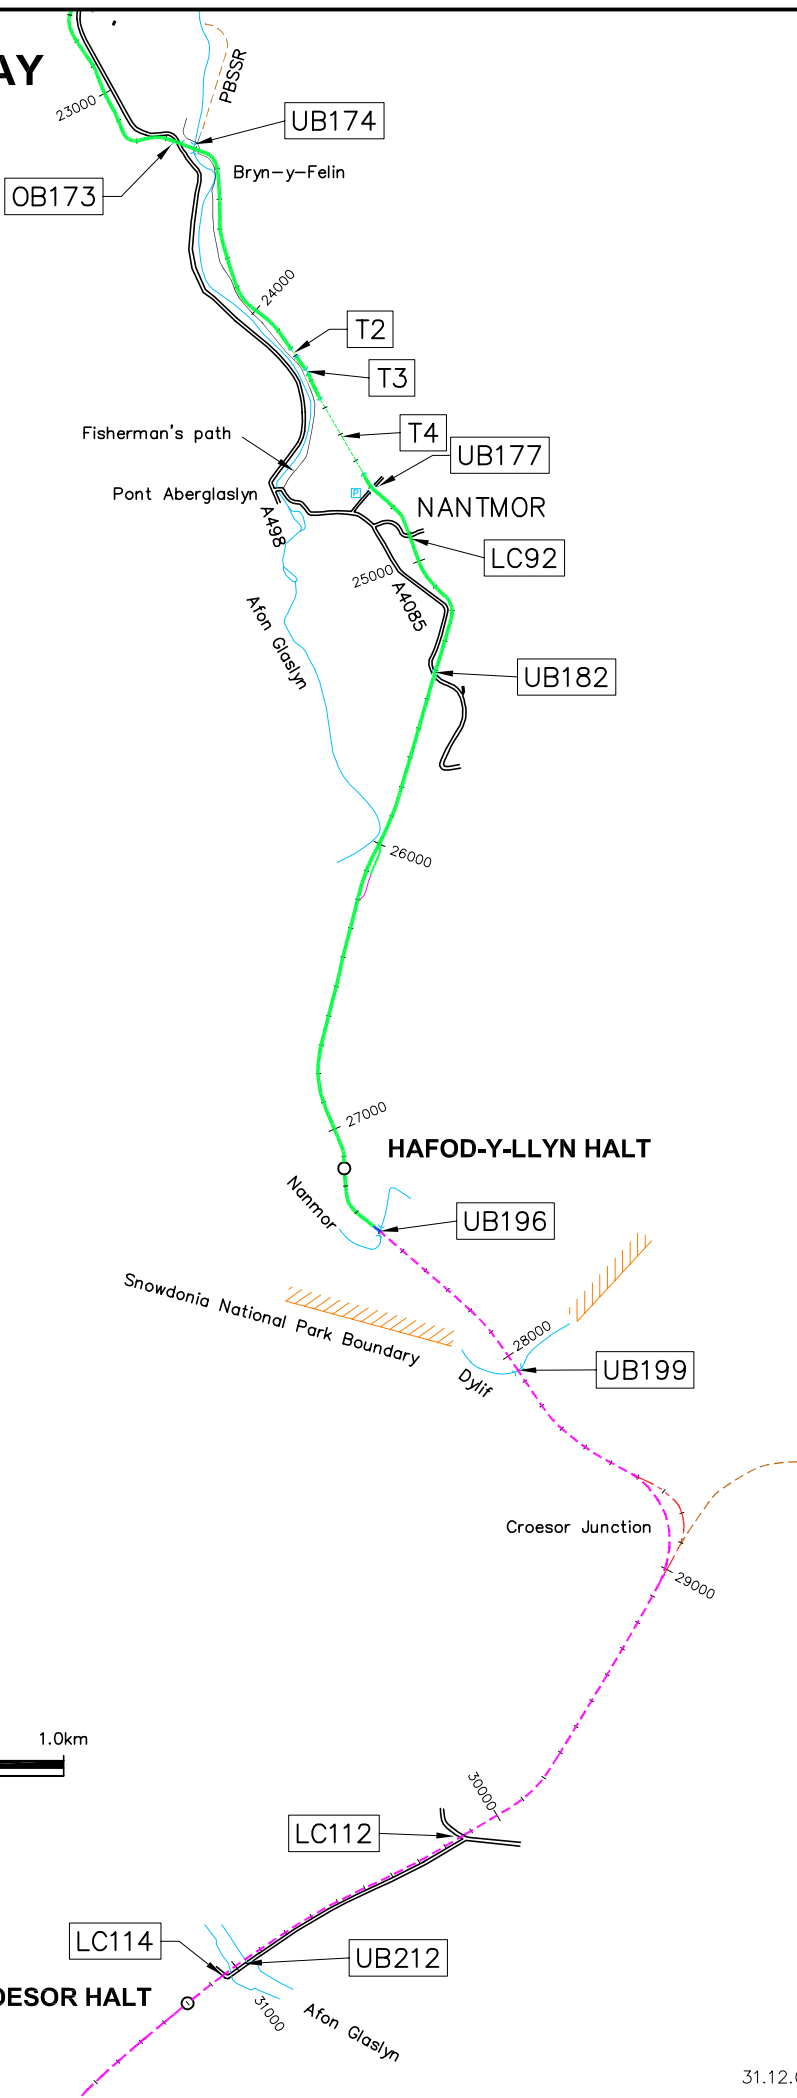 AY
PBSSR
23000
UB174
Bryn-y-Felin
OB173
24000
T2
T3
Fisherman's path
T4
UB177
Pont Aberglaslyn
P
NANTMOR
A498
LC92
25000
A4085
Afon Glaslyn
UB182
26000
27000
HAFOD-Y-LLYN HALT
Nanmor
UB196
Snowdonia National Park Boundary
28000
UB199
Dylif
Croesor Junction
29000
1.0km
30000
LC112
LC114
UB212
OESOR HALT
31000
Afon Glaslyn
31.12.0